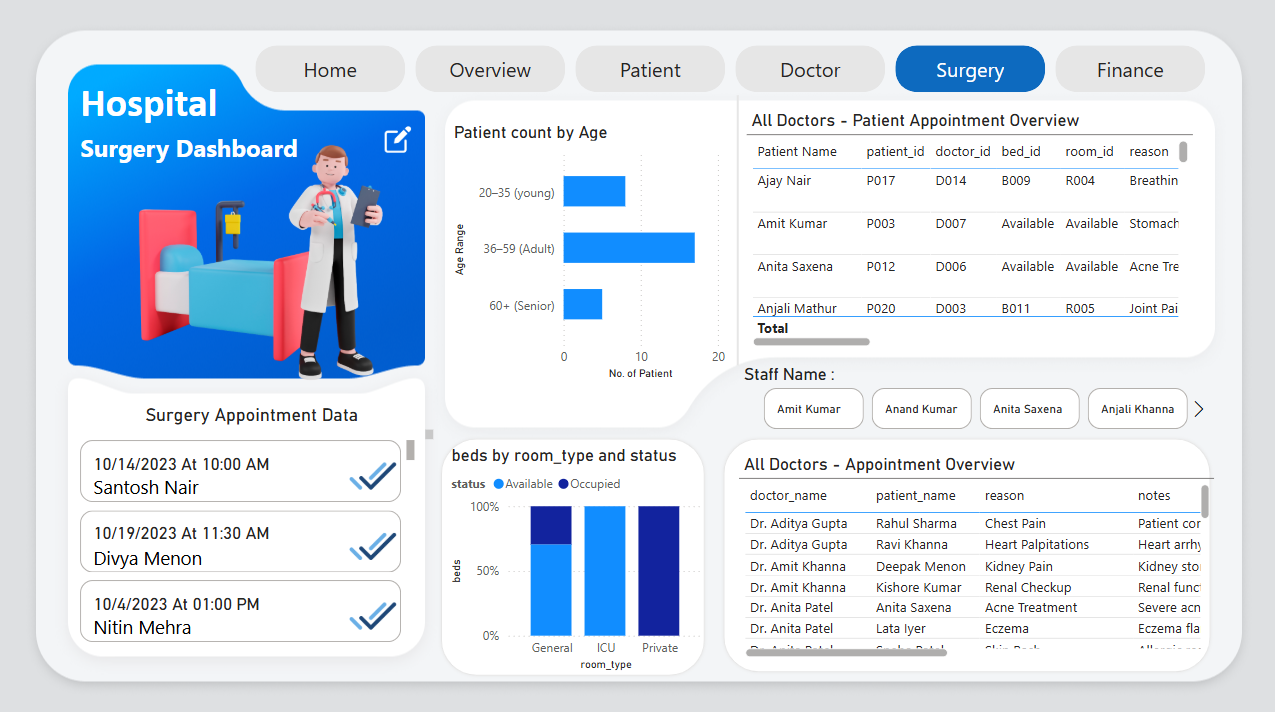 Home
Overview
Patient
Doctor
Surgery
Finance
Hospital
Surgery Dashboard
Surgery Appointment Data
10/14/2023 At 10:00 AM
Santosh Nair
10/19/2023 At 11:30 AM
Divya Menon
10/4/2023 At 01:00 PM
Nitin Mehra
Patient count by Age
Age Range
20–35 (young)
36–59 (Adult)
60+ (Senior)
0 10 20
No. of Patient
All Doctors - Patient Appointment Overview
Patient Name patient_id doctor_id bed_id room_id reason
Ajay Nair P017 D014 B009 R004 Breathin
Amit Kumar P003 D007 Available Available Stomach
Anita Saxena P012 D006 Available Available Acne Tre
Anjali Mathur P020 D003 B011 R005 Joint Pai
Total
Staff Name :
Amit Kumar
Anand Kumar
Anita Saxena
Anjali Khanna
beds by room_type and status
status Available Occupied
beds
100%
50%
0%
General ICU Private
room_type
All Doctors - Appointment Overview
doctor_name patient_name reason notes
Dr. Aditya Gupta Rahul Sharma Chest Pain Patient cor
Dr. Aditya Gupta Ravi Khanna Heart Palpitations Heart arrhy
Dr. Amit Khanna Deepak Menon Kidney Pain Kidney sto
Dr. Amit Khanna Kishore Kumar Renal Checkup Renal func
Dr. Anita Patel Anita Saxena Acne Treatment Severe acn
Dr. Anita Patel Lata Iyer Eczema Eczema fla